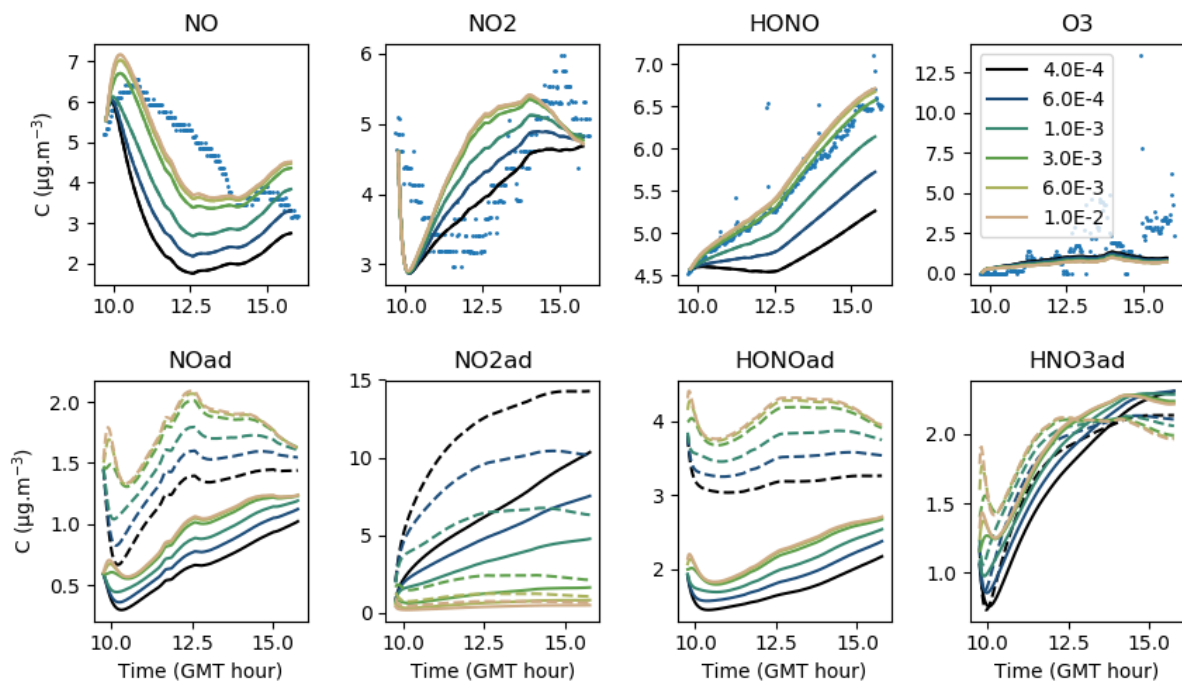 NO NO2 HONO O3
C (µg.m⁻³)
7
6
5
4
3
2
10.0 12.5 15.0
6
5
4
3
10.0 12.5 15.0
7.0
6.5
6.0
5.5
5.0
4.5
10.0 12.5 15.0
12.5
10.0
7.5
5.0
2.5
0.0
10.0 12.5 15.0
4.0E-4
6.0E-4
1.0E-3
3.0E-3
6.0E-3
1.0E-2
NOad NO2ad HONOad HNO3ad
C (µg.m⁻³)
2.0
1.5
1.0
0.5
10.0 12.5 15.0
Time (GMT hour)
15
10
5
0
10.0 12.5 15.0
Time (GMT hour)
4
3
2
10.0 12.5 15.0
Time (GMT hour)
2.0
1.5
1.0
10.0 12.5 15.0
Time (GMT hour)